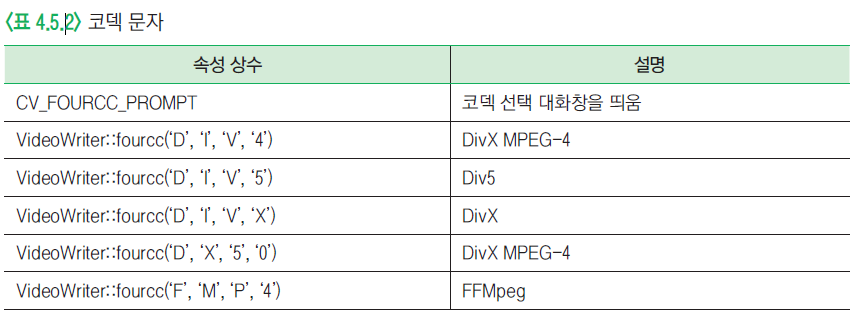 <표 4.5.2> 코덱 문자
속성 상수 설명
CV_FOURCC_PROMPT 코덱 선택 대화창을 띄움
VideoWriter::fourcc(‘D’, ‘I’, ‘V’, ‘4’) DivX MPEG-4
VideoWriter::fourcc(‘D’, ‘I’, ‘V’, ‘5’) Div5
VideoWriter::fourcc(‘D’, ‘I’, ‘V’, ‘X’) DivX
VideoWriter::fourcc(‘D’, ‘X’, ‘5’, ‘0’) DivX MPEG-4
VideoWriter::fourcc(‘F’, ‘M’, ‘P’, ‘4’) FFMpeg